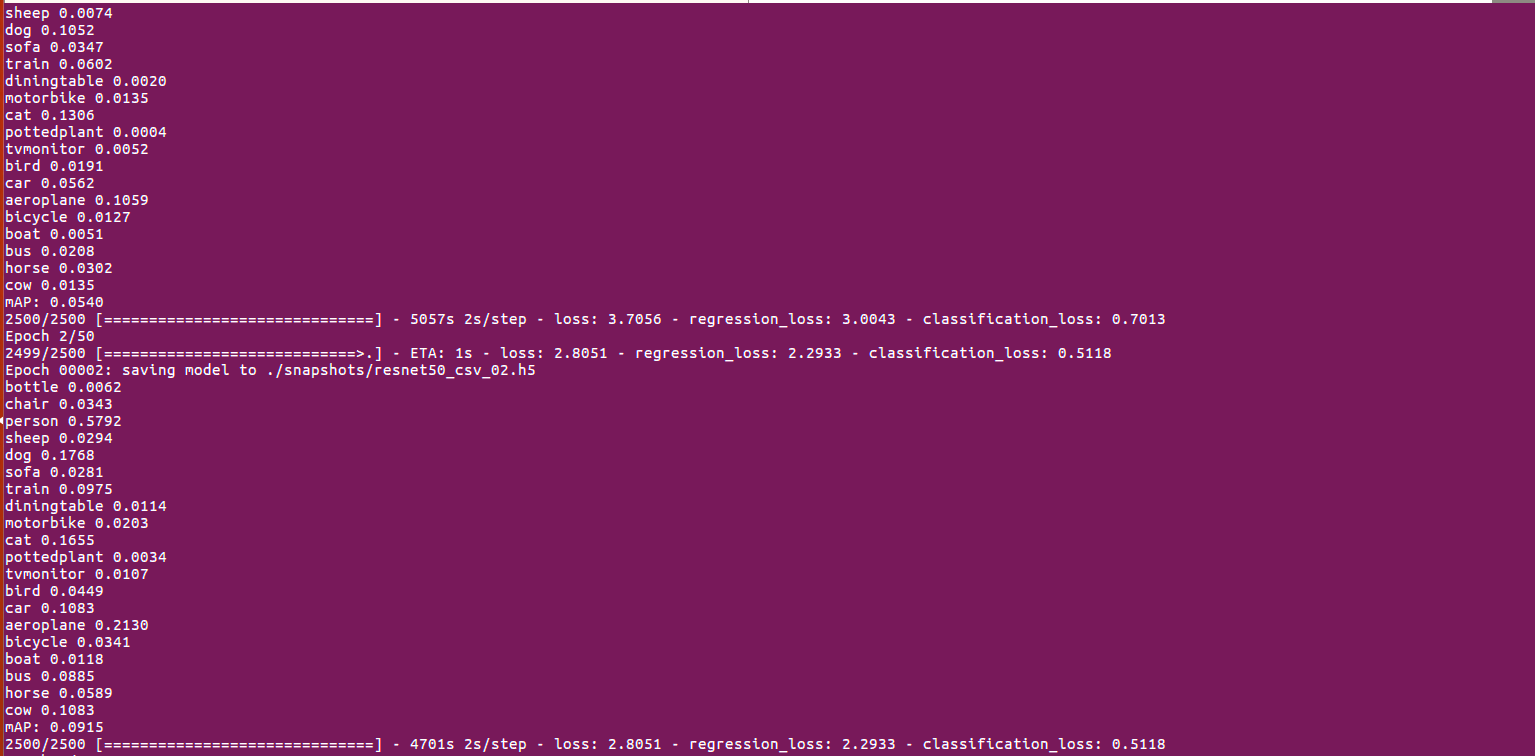 sheep 0.0074
dog 0.1052
sofa 0.0347
train 0.0602
diningtable 0.0020
motorbike 0.0135
cat 0.1306
pottedplant 0.0004
tvmonitor 0.0052
bird 0.0191
car 0.0562
aeroplane 0.1059
bicycle 0.0127
boat 0.0051
bus 0.0208
horse 0.0302
cow 0.0135
mAP: 0.0540
2500/2500 [==============================] - 5057s 2s/step - loss: 3.7056 - regression_loss: 3.0043 - classification_loss: 0.7013
Epoch 2/50
2499/2500 [============================>.] - ETA: 1s - loss: 2.8051 - regression_loss: 2.2933 - classification_loss: 0.5118
Epoch 00002: saving model to ./snapshots/resnet50_csv_02.h5
bottle 0.0062
chair 0.0343
person 0.5792
sheep 0.0294
dog 0.1768
sofa 0.0281
train 0.0975
diningtable 0.0114
motorbike 0.0203
cat 0.1655
pottedplant 0.0034
tvmonitor 0.0107
bird 0.0449
car 0.1083
aeroplane 0.2130
bicycle 0.0341
boat 0.0118
bus 0.0885
horse 0.0589
cow 0.1083
mAP: 0.0915
2500/2500 [==============================] - 4701s 2s/step - loss: 2.8051 - regression_loss: 2.2933 - classification_loss: 0.5118